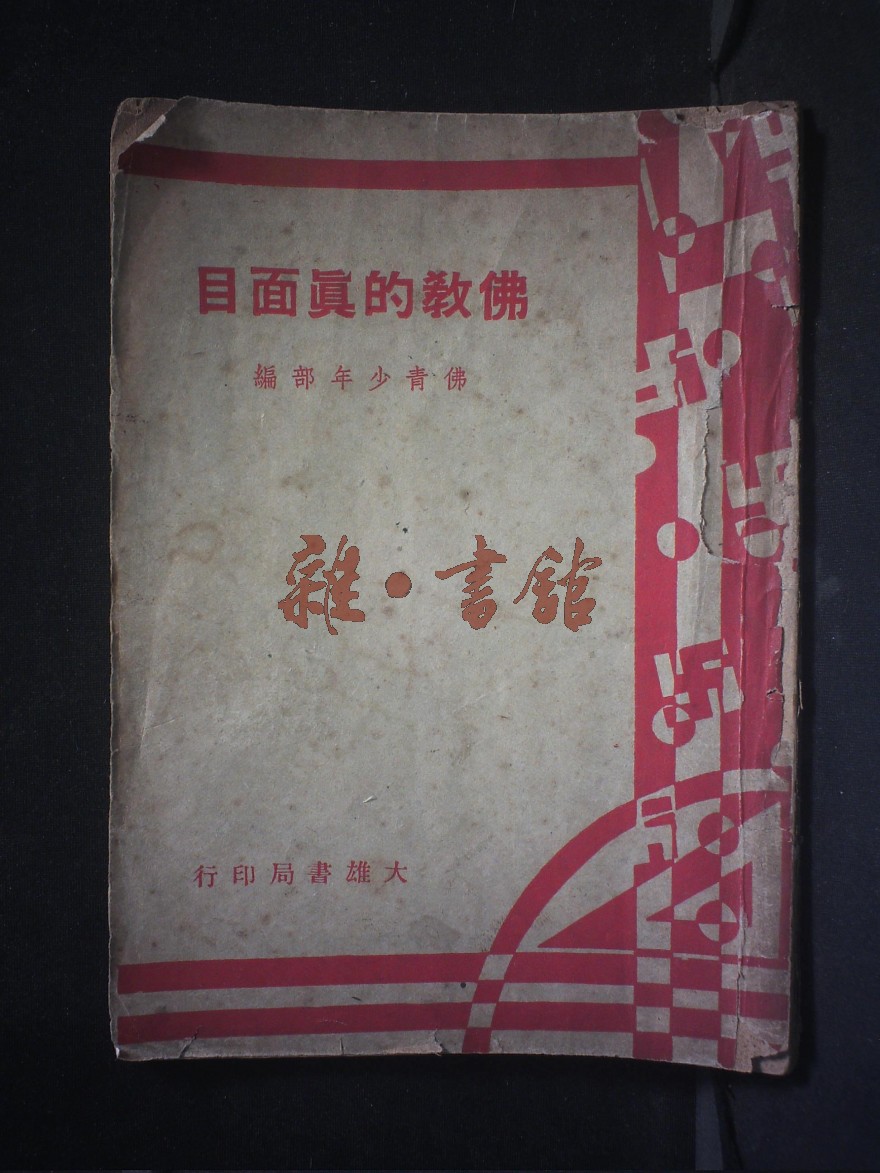 佛教的眞面目
佛青少年部編
雜·書館
大雄書局印行